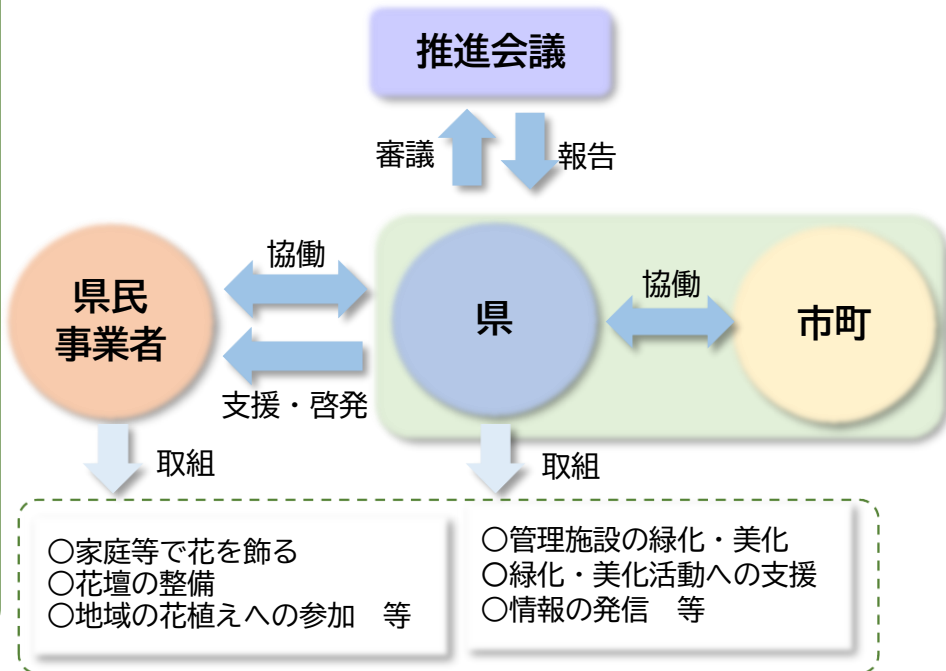 推進会議
審議
報告
県民
事業者
協働
支援・啓発
県
協働
市町
取組
取組
○家庭等で花を飾る
○花壇の整備
○地域の花植えへの参加　等
○管理施設の緑化・美化
○緑化・美化活動への支援
○情報の発信　等